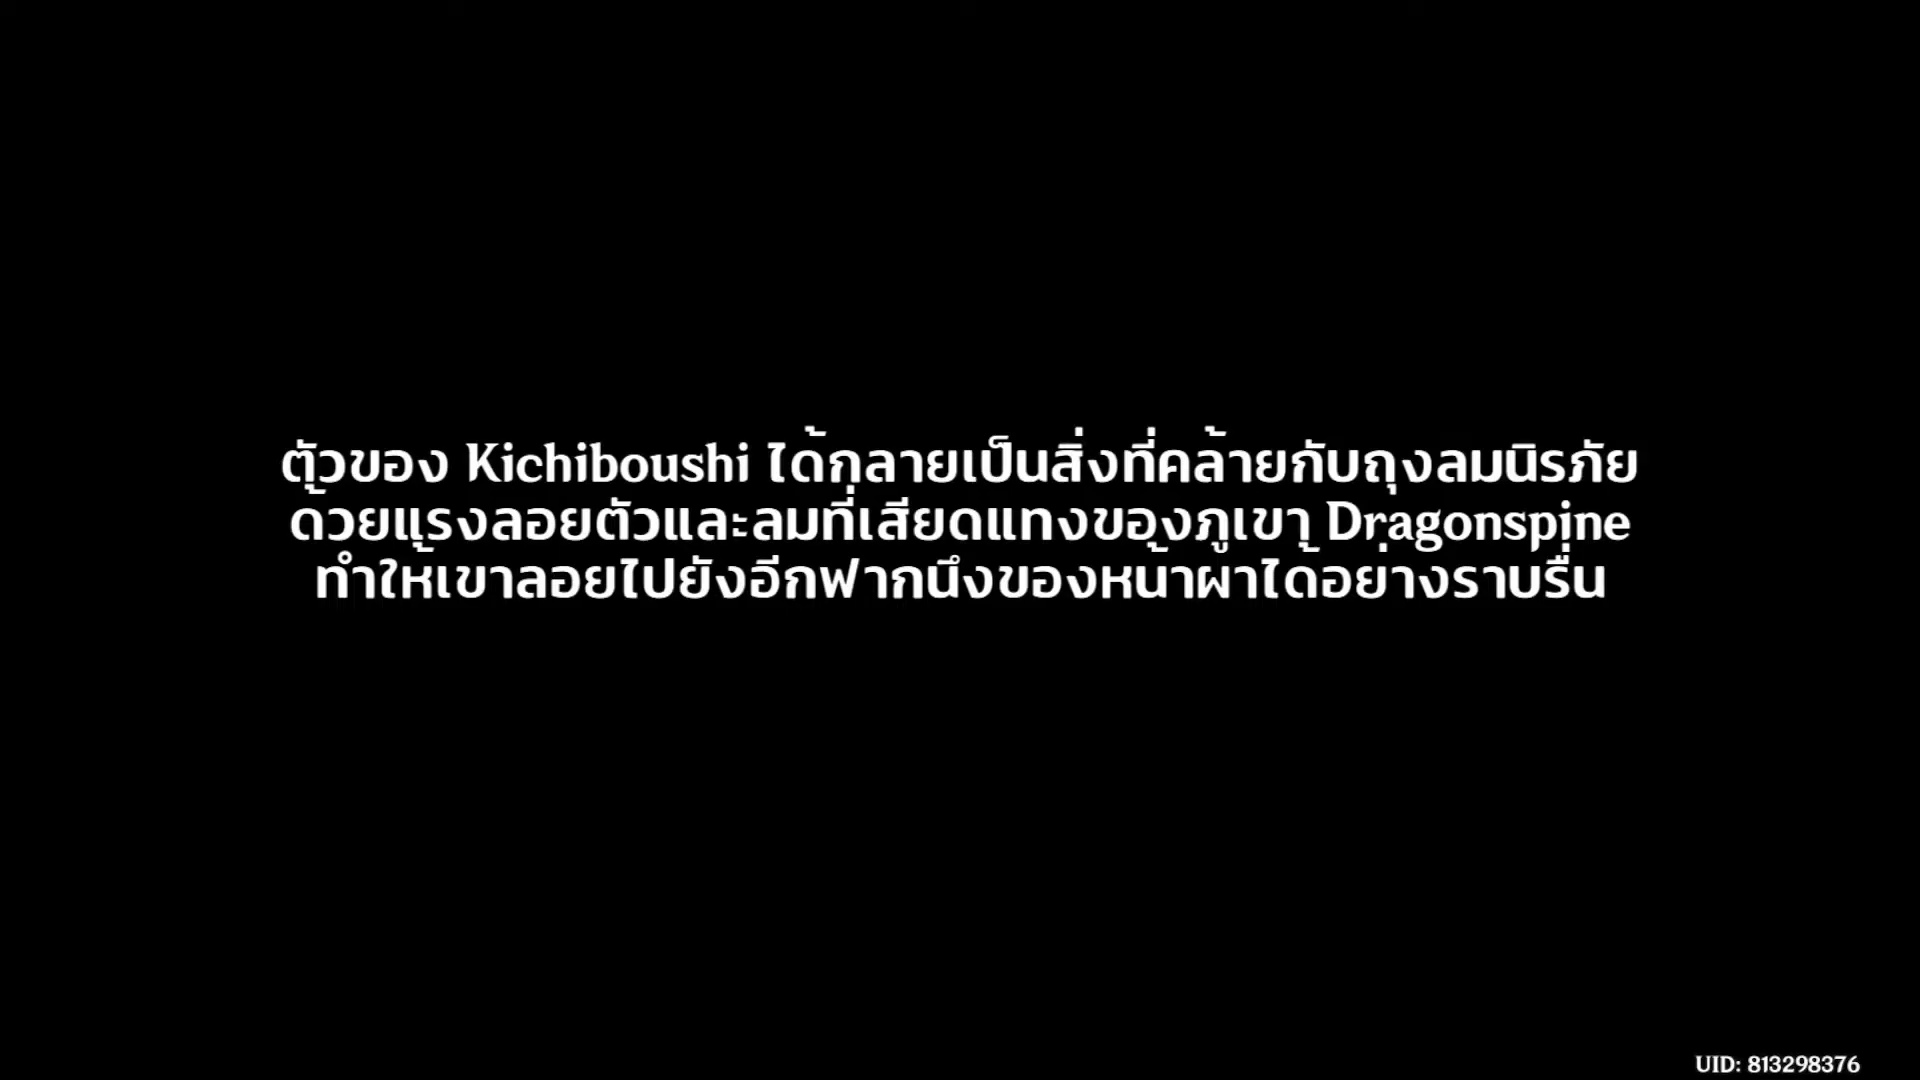 ตัวของ Kichiboushi ได้กลายเป็นสิ่งที่คล้ายกับถุงลมนิรภัย
ด้วยแรงลอยตัวและลมที่เสียดแทงของภูเขา Dragonspine
ทำให้เขาลอยไปยังอีกฟากนึงของหน้าผาได้อย่างราบรื่น
UID: 813298376